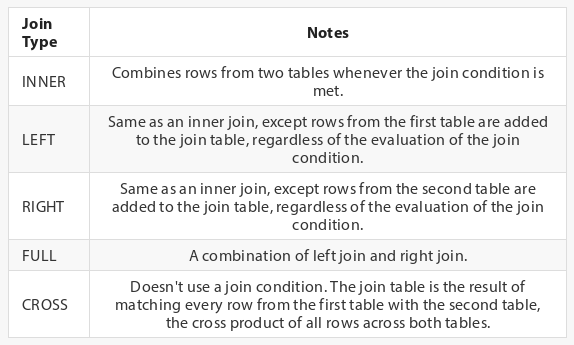 Join
Type
Notes
INNER
Combines rows from two tables whenever the join condition is
met.
LEFT
Same as an inner join, except rows from the first table are added
to the join table, regardless of the evaluation of the join
condition.
RIGHT
Same as an inner join, except rows from the second table are
added to the join table, regardless of the evaluation of the join
condition.
FULL
A combination of left join and right join.
CROSS
Doesn't use a join condition. The join table is the result of
matching every row from the first table with the second table,
the cross product of all rows across both tables.